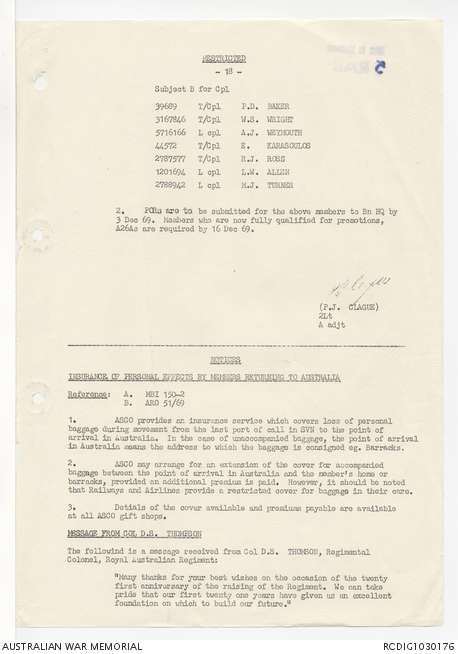 RESTRICTED
- 18 -
5 RAR
Subject B for Cpl
39689 T/Cpl P.D. BAKER
3167846 T/Cpl W.S. WRIGHT
5716166 L cpl A.J. WEYMOUTH
44572 T/Cpl E. KARASOULOS
2787577 T/Cpl R.J. ROSS
1201694 L cpl L.W. ALLEN
2788942 L cpl M.J. TURNER
2. PORs are to be submitted for the above members to Bn HQ by
3 Dec 69. Members who are now fully qualified for promotions,
A26As are required by 16 Dec 69.
(P.J. CLAGUE)
2Lt
A adjt
NOTICES
INSURANCE OF PERSONAL EFFECTS BY MEMBERS RETURNING TO AUSTRALIA
Reference: A. MBI 150-2
B. ARO 51/69
1. ASCO provides an insurance service which covers loss of personal
baggage during movement from the last port of call in SVN to the point of
arrival in Australia. In the case of unaccompanied baggage, the point of arrival
in Australia means the address to which the baggage is consigned eg. Barracks.
2. ASCO may arrange for an extension of the cover for accompanied
baggage between the point of arrival in Australia and the member's home or
barracks, provided an additional premium is paid. However, it should be noted
that Railways and Airlines provide a restricted cover for baggage in their care.
3. Details of the cover available and premiums payable are available
at all ASCO gift shops.
MESSAGE FROM COL D.S. THOMSON
The followind is a message received from Col D.S. THOMSON, Regimental
Colonel, Royal Australian Regiment:
"Many thanks for your best wishes on the occasion of the twenty
first anniversary of the raising of the Regiment. We can take
pride that our first twenty one years have given us an excellent
foundation on which to build our future."
AUSTRALIAN WAR MEMORIAL
RCDIG1030176